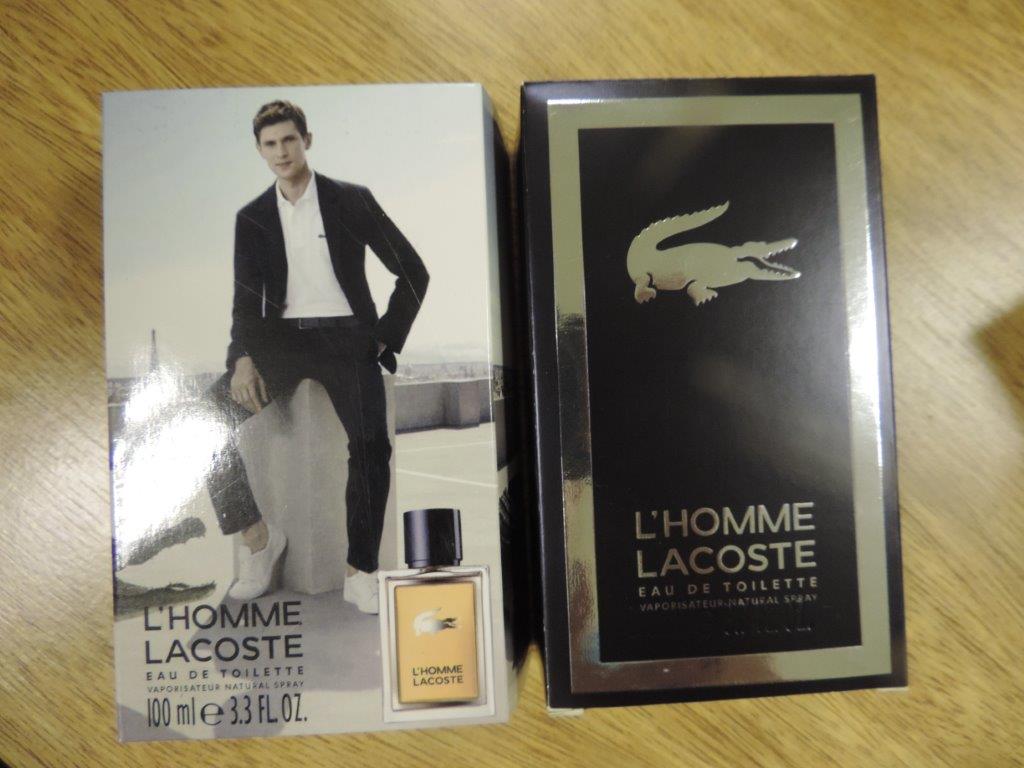 L'HOMME
LACOSTE
EAU DE TOILETTE
VAPORISATEUR NATURAL SPRAY
100 ml e 3.3 FL. OZ.
L'HOMME
LACOSTE
L'HOMME
LACOSTE
EAU DE TOILETTE
VAPORISATEUR NATURAL SPRAY